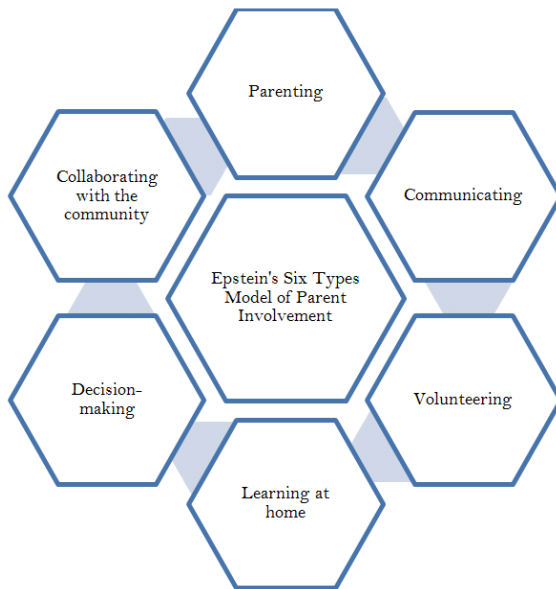 Parenting
Communicating
Volunteering
Learning at
home
Decision-
making
Collaborating
with the
community
Epstein's Six Types
Model of Parent
Involvement